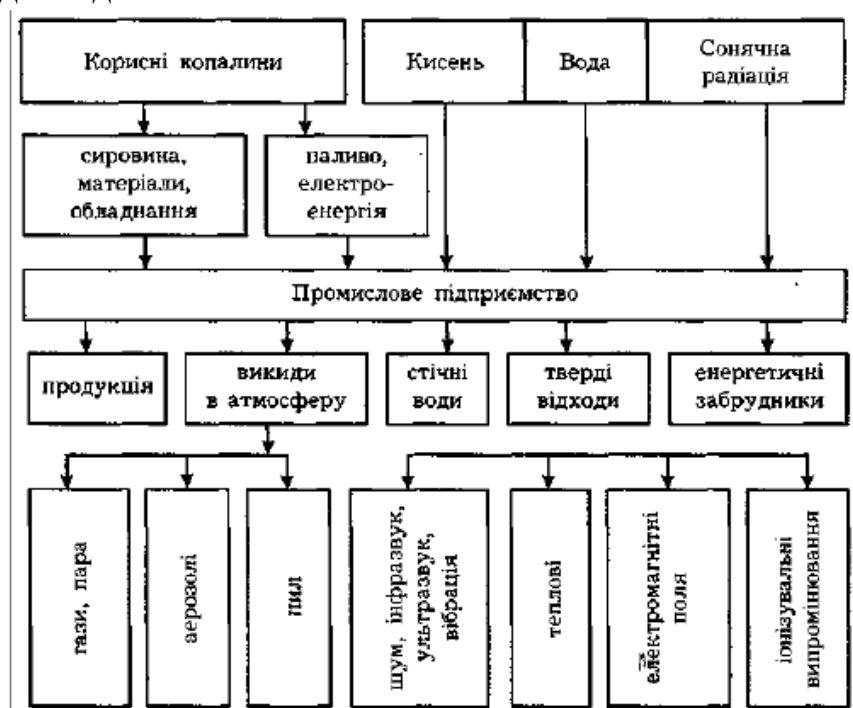 Корисні копалини
Кисень
Вода
Сонячна
радіація
сировина,
матеріали,
обладнання
паливо,
електро-
енергія
Промислове підприємство
продукція
викиди
в атмосферу
стічні
води
тверді
відходи
енергетичні
забрудники
гази, пара
аерозолі
пил
шум, інфразвук,
ультразвук,
вібрація
теплові
електромагнітні
поля
іонізувальні
випромінювання